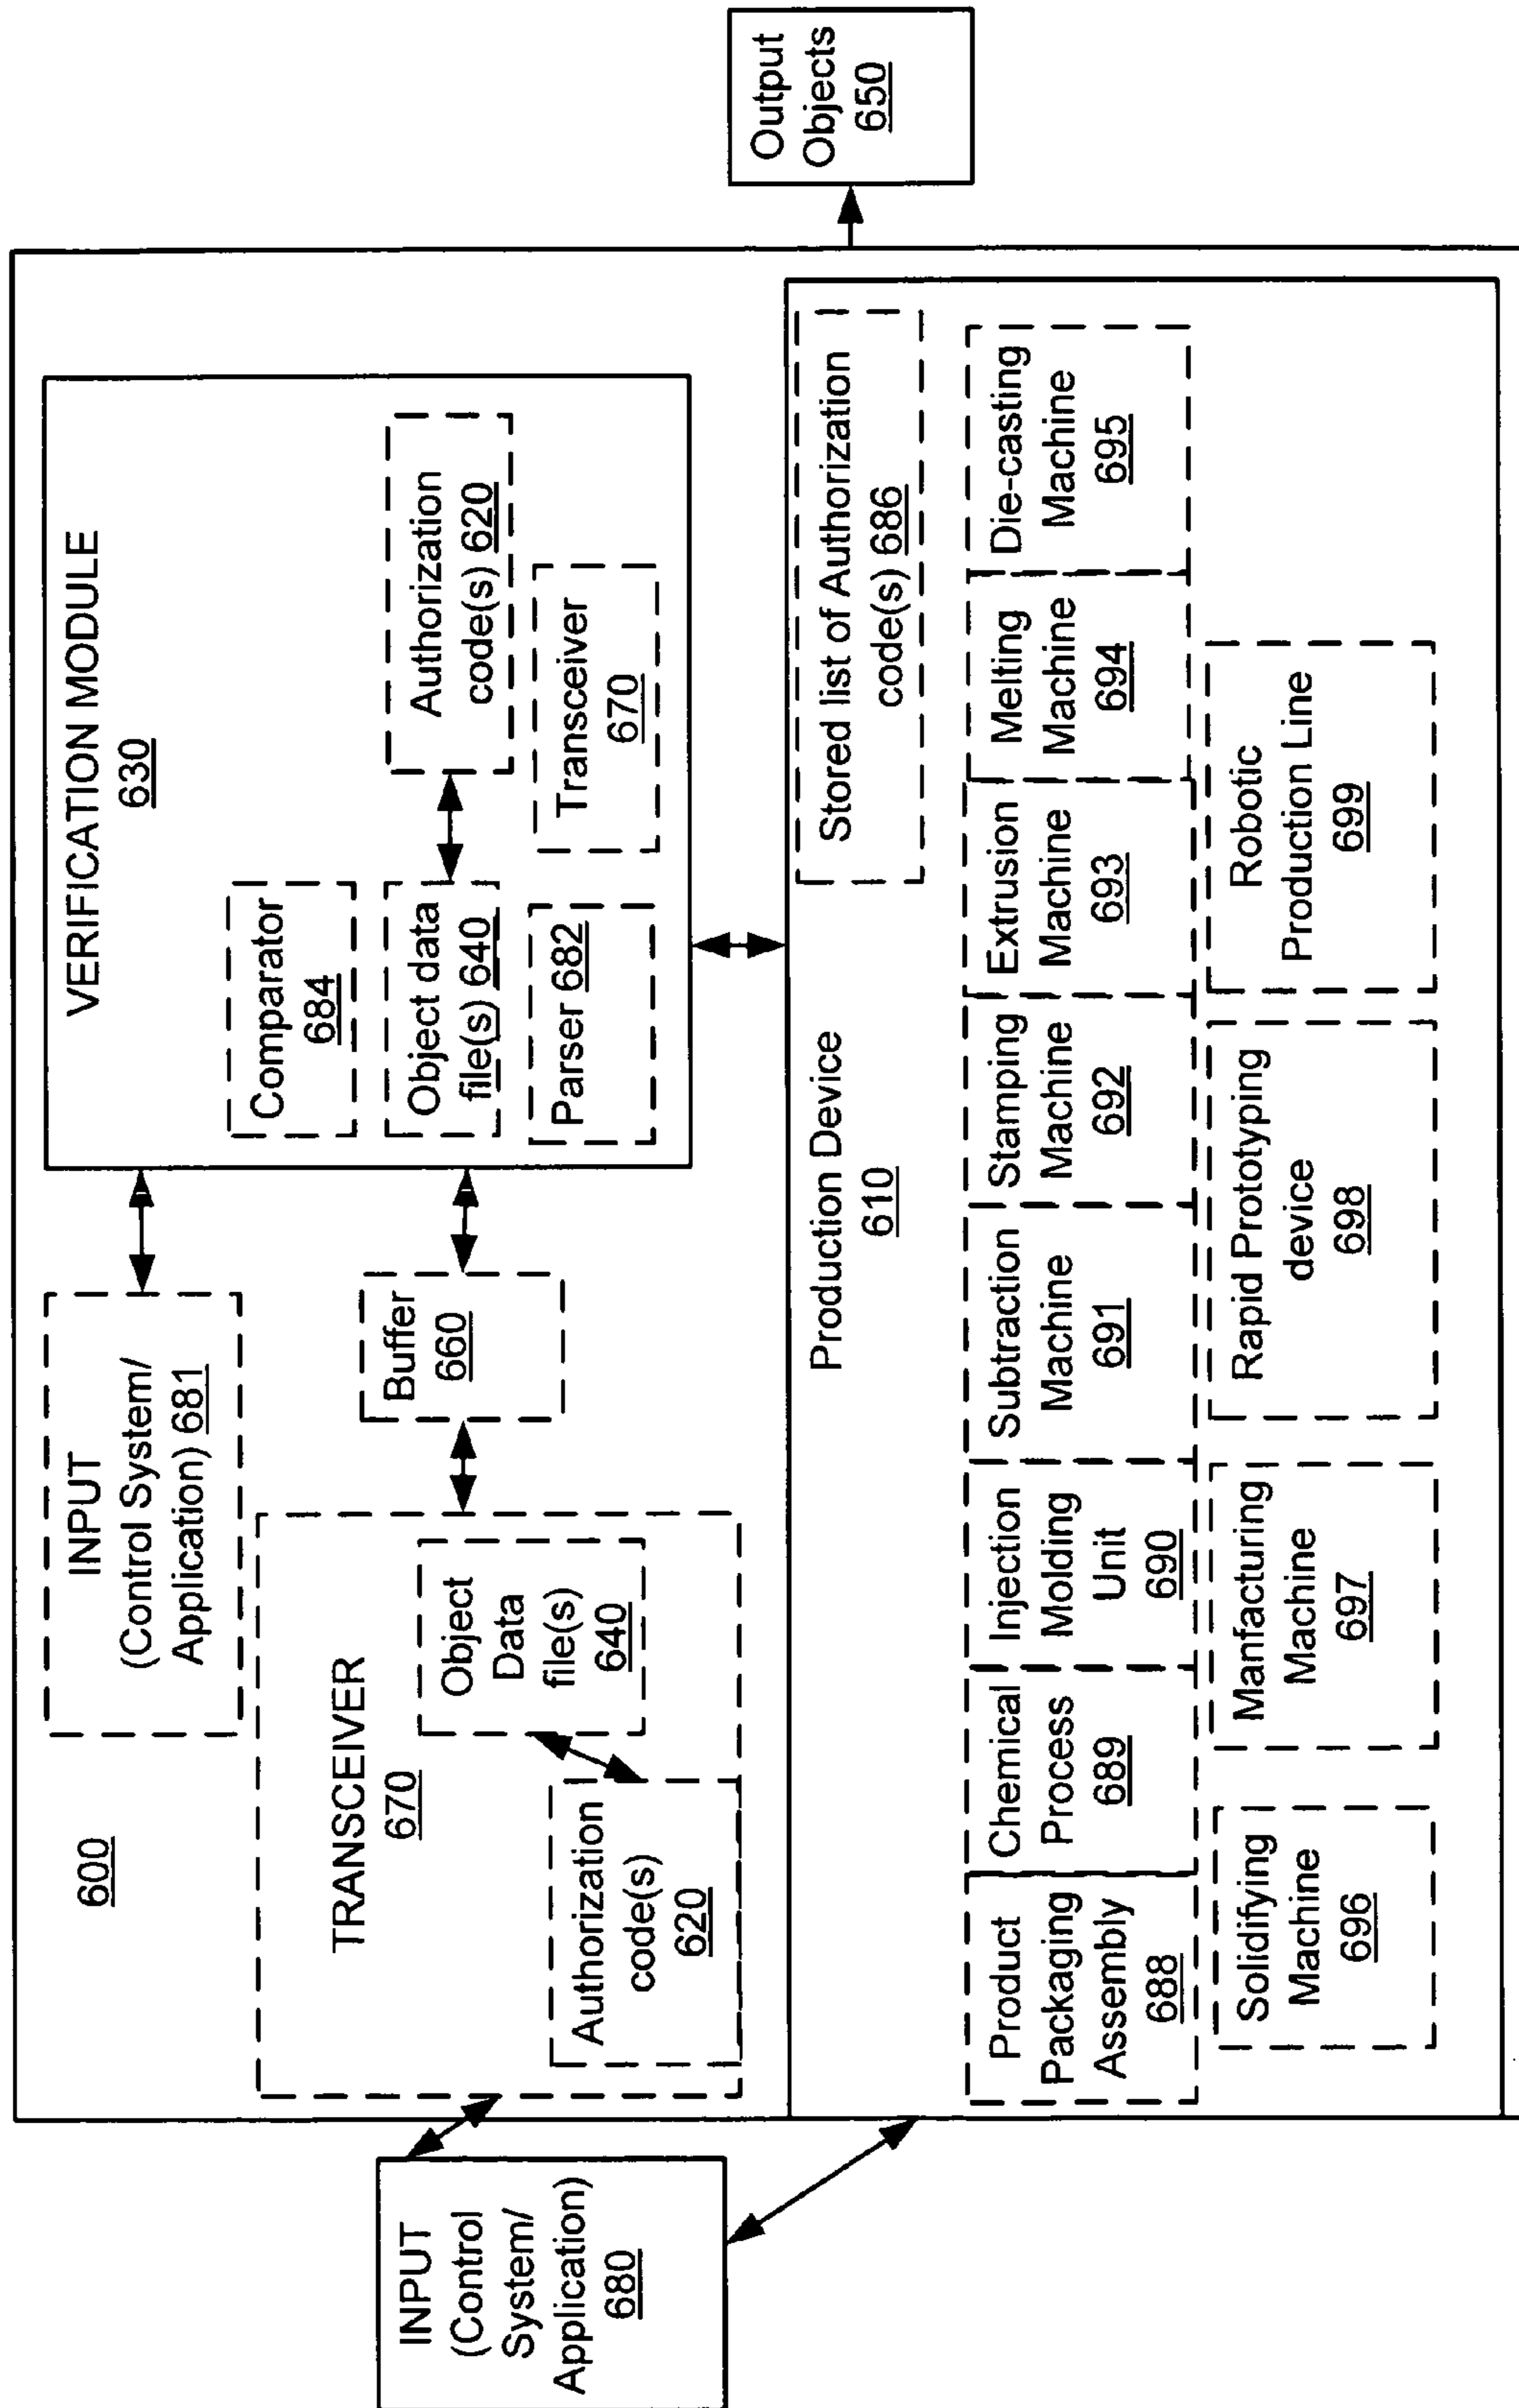 600
INPUT
(Control System/
Application) 681
VERIFICATION MODULE
630
Comparator
684
Object data
file(s) 640
Authorization
code(s) 620
Parser 682
Transceiver
670
Buffer
660
TRANSCEIVER
670
Object
Data
file(s)
640
Authorization
code(s)
620
INPUT
(Control
System/
Application)
680
Output
Objects
650
Production Device
610
Stored list of Authorization
code(s) 686
Product
Packaging
Assembly
688
Chemical
Process
689
Injection
Molding
Unit
690
Subtraction
Machine
691
Stamping
Machine
692
Extrusion
Machine
693
Melting
Machine
694
Die-casting
Machine
695
Solidifying
Machine
696
Manfacturing
Machine
697
Rapid Prototyping
device
698
Robotic
Production Line
699